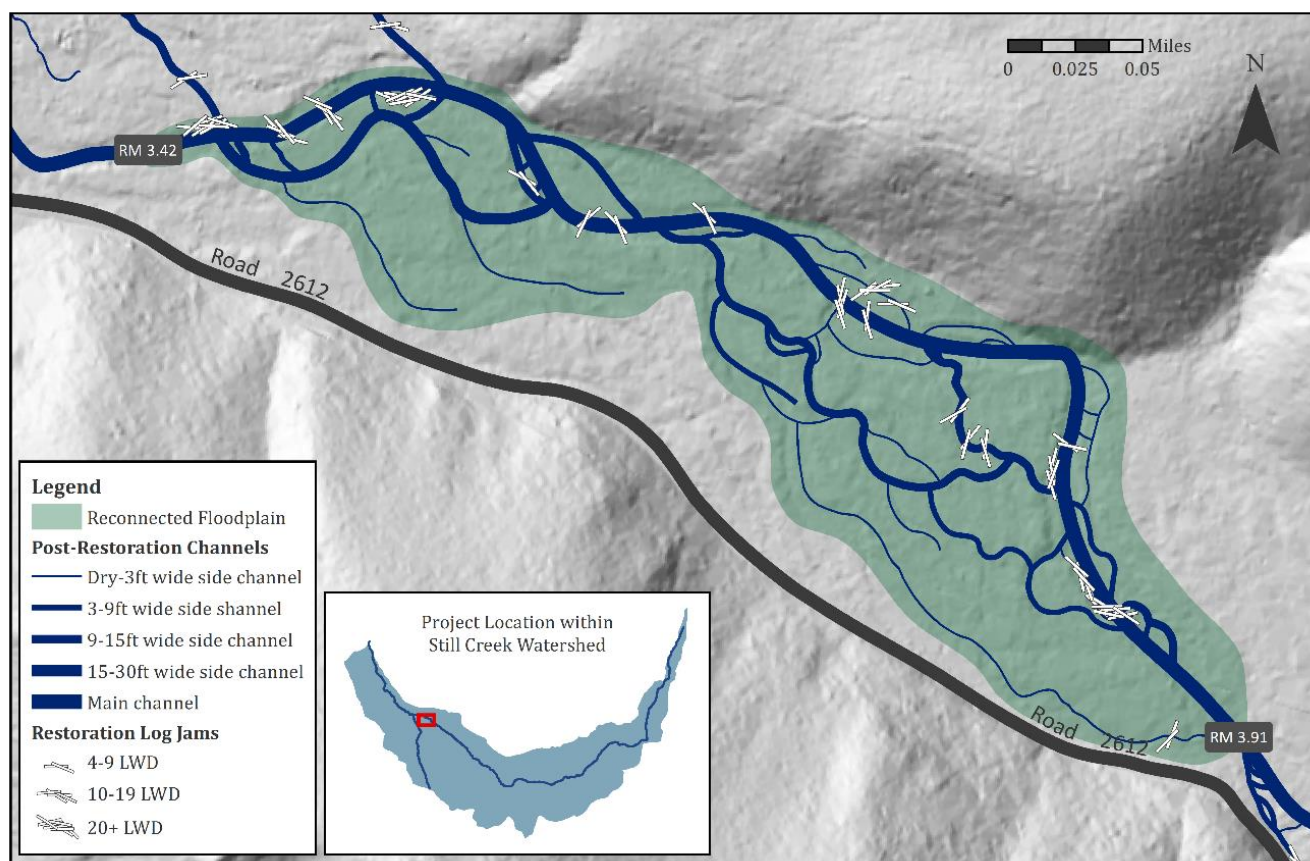 Miles
0 0.025 0.05
N
RM 3.42
Road 2612
Legend
Reconnected Floodplain
Post-Restoration Channels
Dry-3ft wide side channel
3-9ft wide side shannel
9-15ft wide side channel
15-30ft wide side channel
Main channel
Restoration Log Jams
4-9 LWD
10-19 LWD
20+ LWD
Project Location within
Still Creek Watershed
Road 2612
RM 3.91